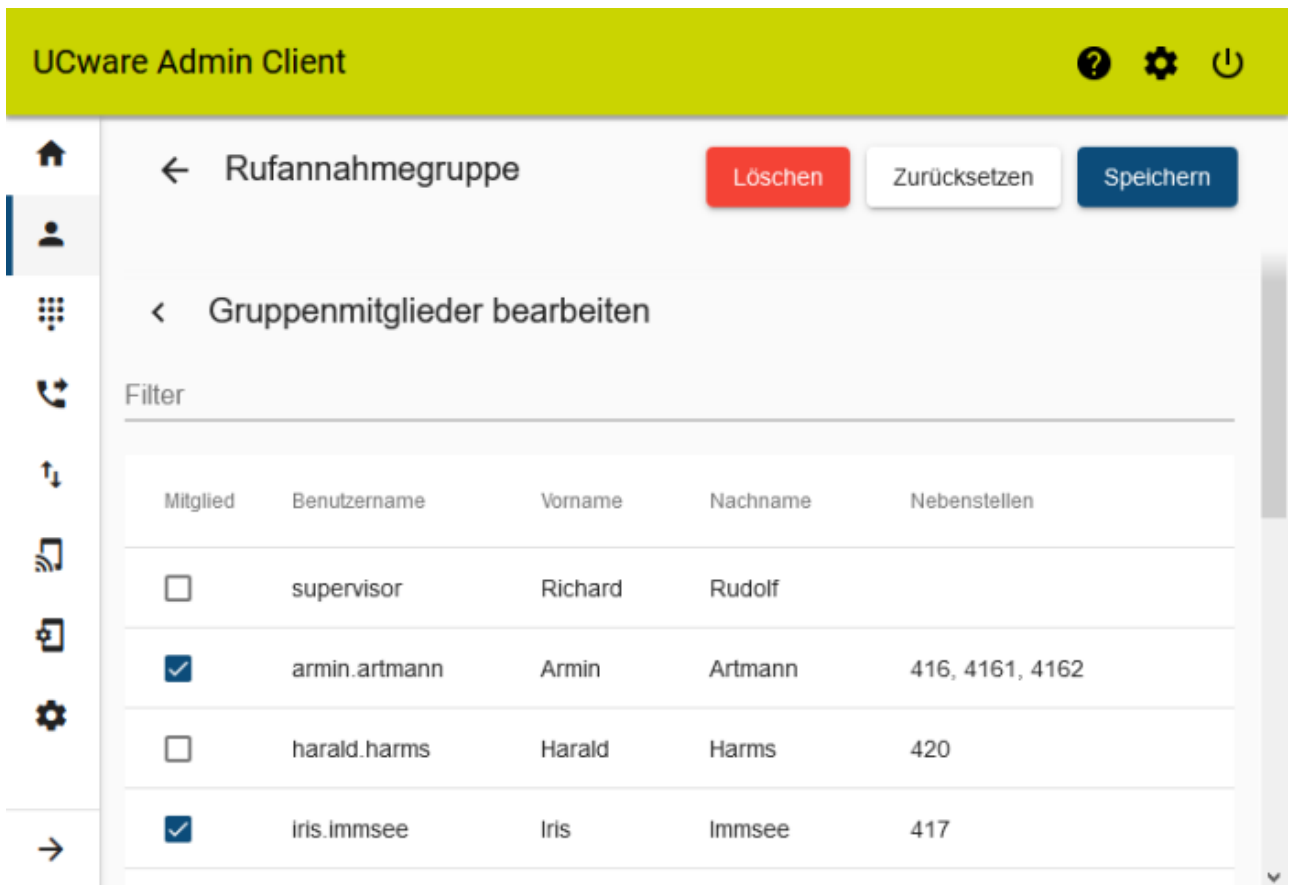 UCware Admin Client
Rufannahmegruppe Löschen Zurücksetzen Speichern
Gruppenmitglieder bearbeiten
Filter
Mitglied Benutzername Vorname Nachname Nebenstellen
supervisor Richard Rudolf
armin.artmann Armin Artmann 416, 4161, 4162
harald.harms Harald Harms 420
iris.immsee Iris Immsee 417